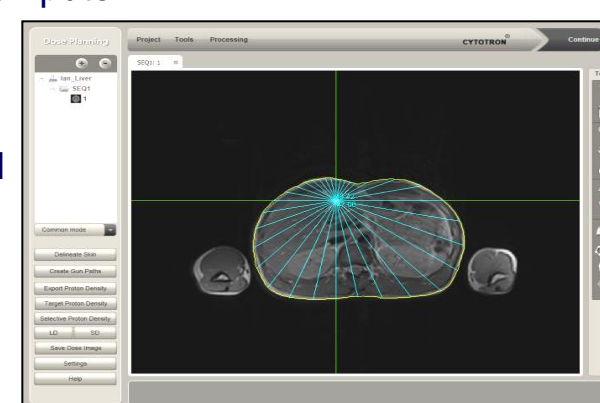 Dose Planning
Project Tools Processing
CYTOTRON®
Continue
SEQ1: 1
Ian_Liver
SEQ1
1
Common mode
Delineate Skin
Create Gun Paths
Export Proton Density
Target Proton Density
Selective Proton Density
LD SD
Save Dose Image
Settings
Help